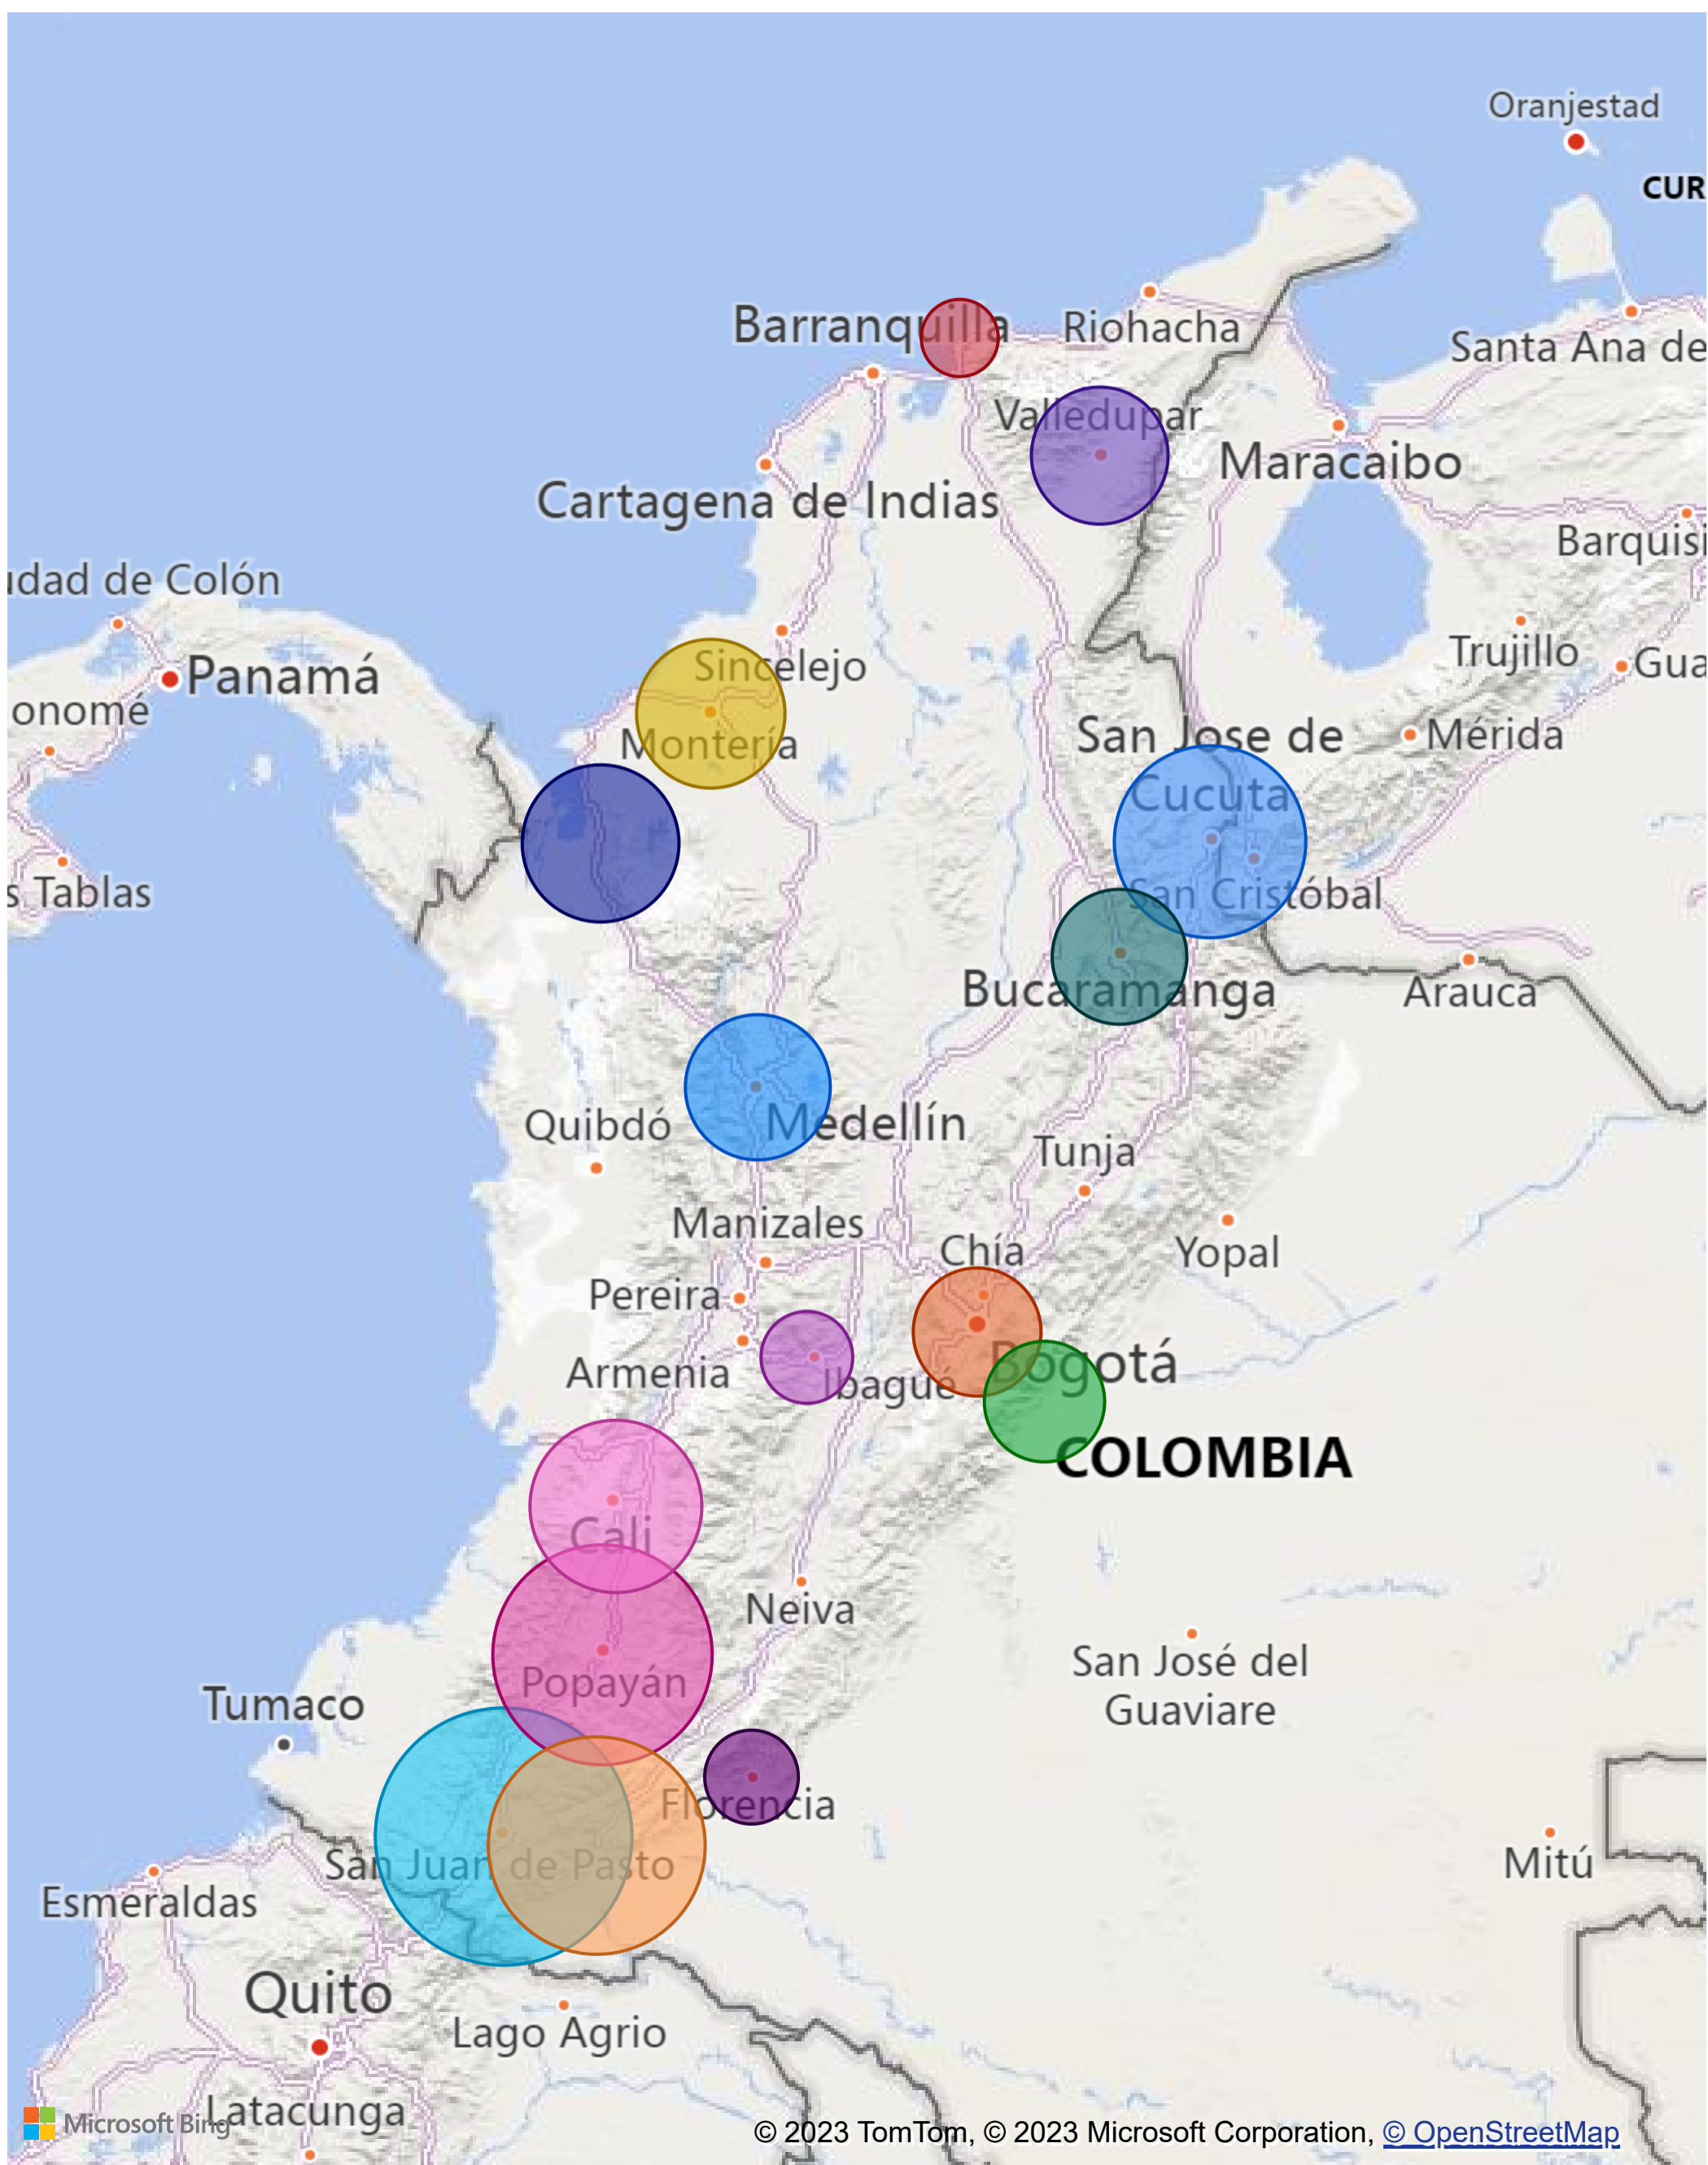 Oranjestad
CUR
Barranquilla
Riohacha
Santa Ana de
Valledupar
Maracaibo
Cartagena de Indias
Barquisi
udad de Colón
Trujillo
Gua
Sincelejo
Panamá
onomé
Montería
San Jose de
Cucuta
Mérida
s Tablas
San Cristóbal
Bucaramanga
Arauca
Quibdó
Medellín
Tunja
Manizales
Chía
Yopal
Pereira
Armenia
Ibagué
Bogotá
COLOMBIA
Cali
Neiva
San José del
Guaviare
Popayán
Tumaco
Florencia
San Juan de Pasto
Mitú
Esmeraldas
Quito
Lago Agrio
Latacunga
Microsoft Bing
© 2023 TomTom, © 2023 Microsoft Corporation, © OpenStreetMap